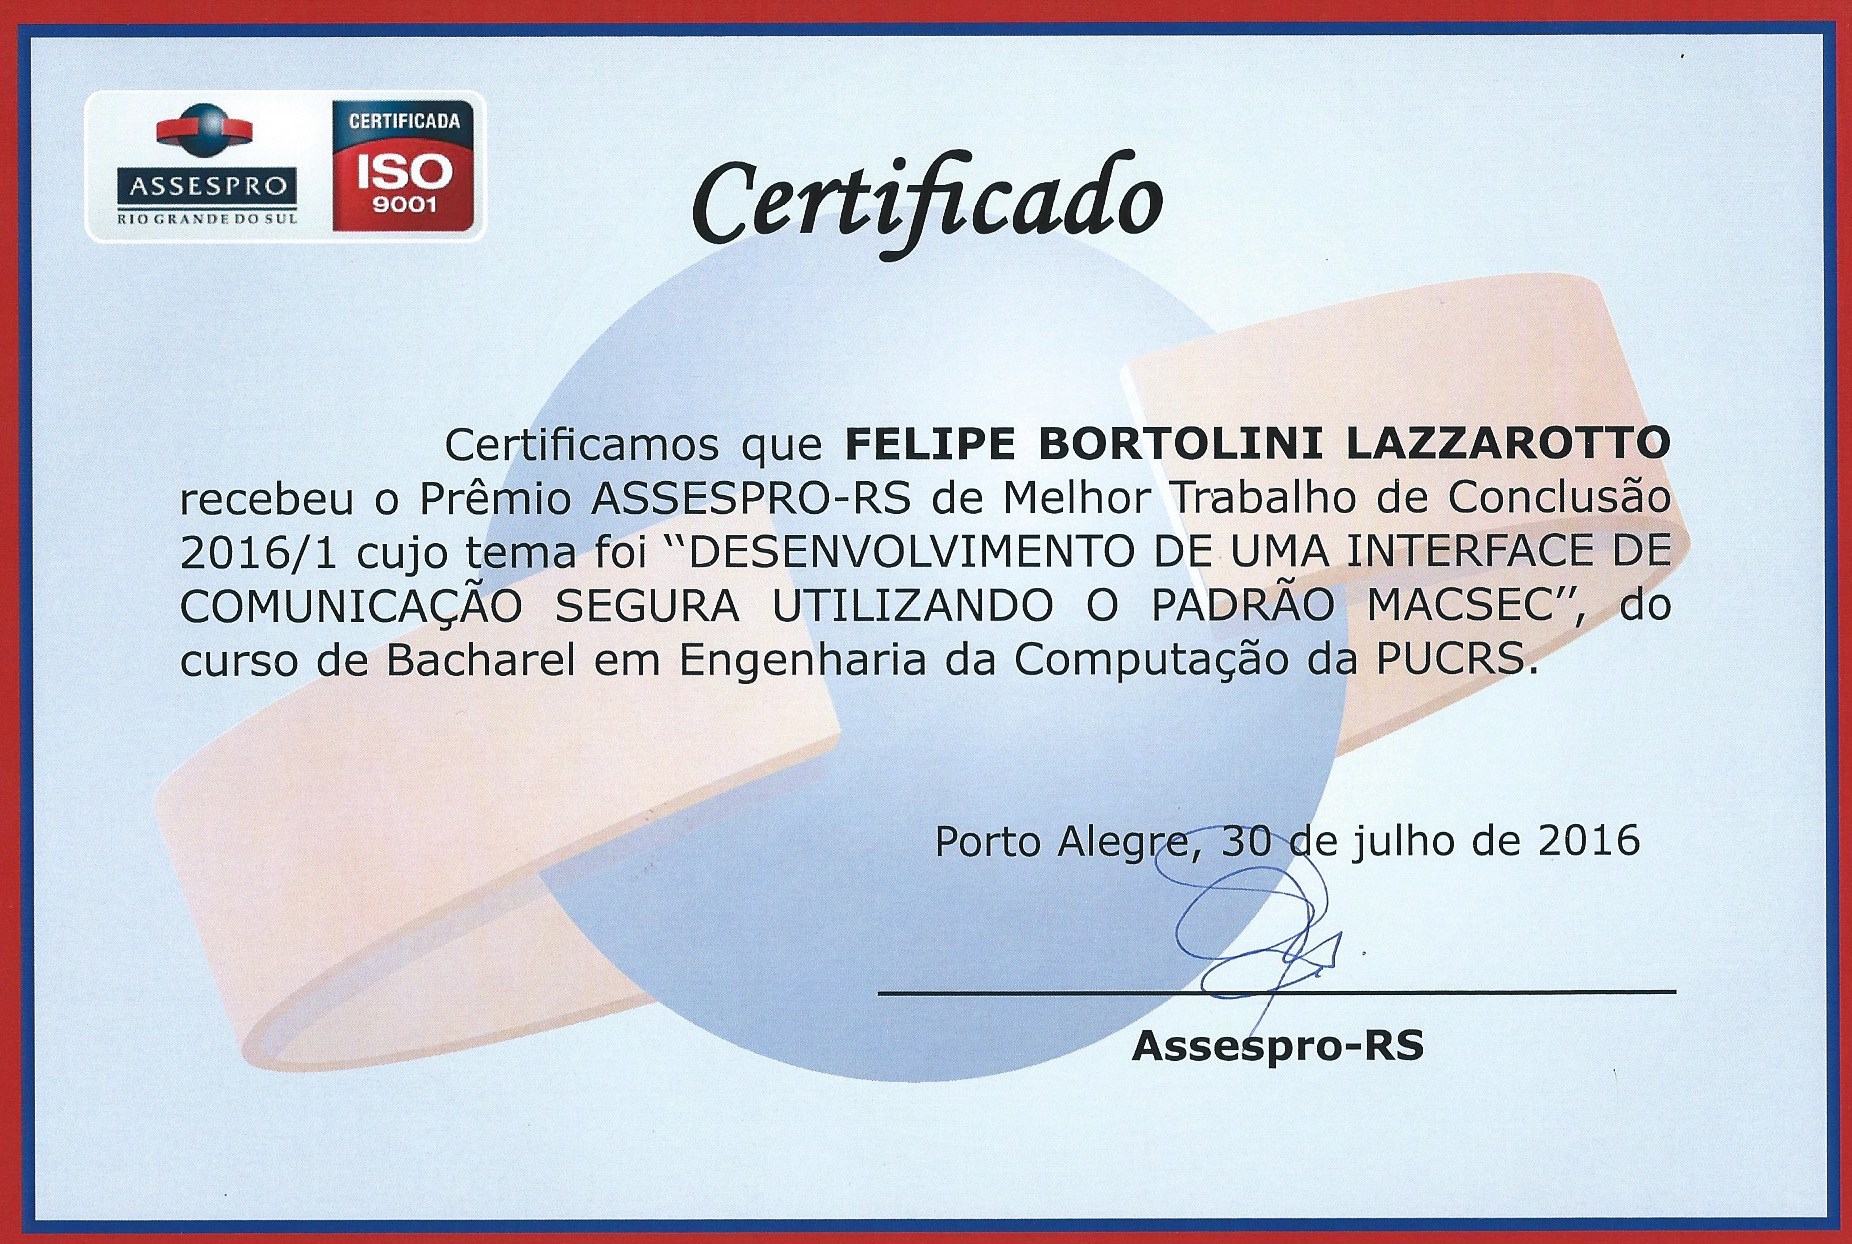 ASSESPRO
RIO GRANDE DO SUL
CERTIFICADA
ISO
9001
Certificado
Certificamos que FELIPE BORTOLINI LAZZAROTTO
recebeu o Prêmio ASSESPRO-RS de Melhor Trabalho de Conclusão
2016/1 cujo tema foi “DESENVOLVIMENTO DE UMA INTERFACE DE
COMUNICAÇÃO SEGURA UTILIZANDO O PADRÃO MACSEC”, do
curso de Bacharel em Engenharia da Computação da PUCRS.
Porto Alegre, 30 de julho de 2016
Assespro-RS